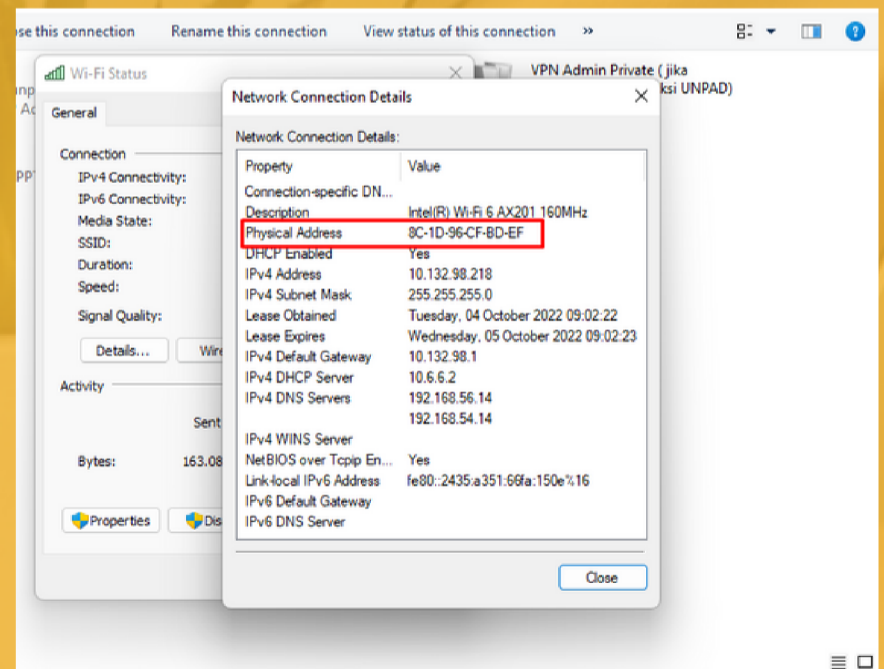 this connection
Rename this connection
View status of this connection
»
Wi-Fi Status
VPN Admin Private ( jika
UNPAD)
General
Connection
IPv4 Connectivity:
IPv6 Connectivity:
Media State:
SSID:
Duration:
Speed:
Signal Quality:
Details...
Activity
Sent
Bytes: 163.08
Properties
Network Connection Details
Network Connection Details:
Property Value
Connection-specific DN...
Description Intel(R) Wi-Fi 6 AX201 160MHz
Physical Address 8C-1D-96-CF-BD-EF
DHCP Enabled Yes
IPv4 Address 10.132.98.218
IPv4 Subnet Mask 255.255.255.0
Lease Obtained Tuesday, 04 October 2022 09:02:22
Lease Expires Wednesday, 05 October 2022 09:02:23
IPv4 Default Gateway 10.132.98.1
IPv4 DHCP Server 10.6.6.2
IPv4 DNS Servers 192.168.56.14
192.168.54.14
IPv4 WINS Server
NetBIOS over Tcpip En... Yes
Link-local IPv6 Address fe80::2435:a351:66fa:150e%16
IPv6 Default Gateway
IPv6 DNS Server
Close